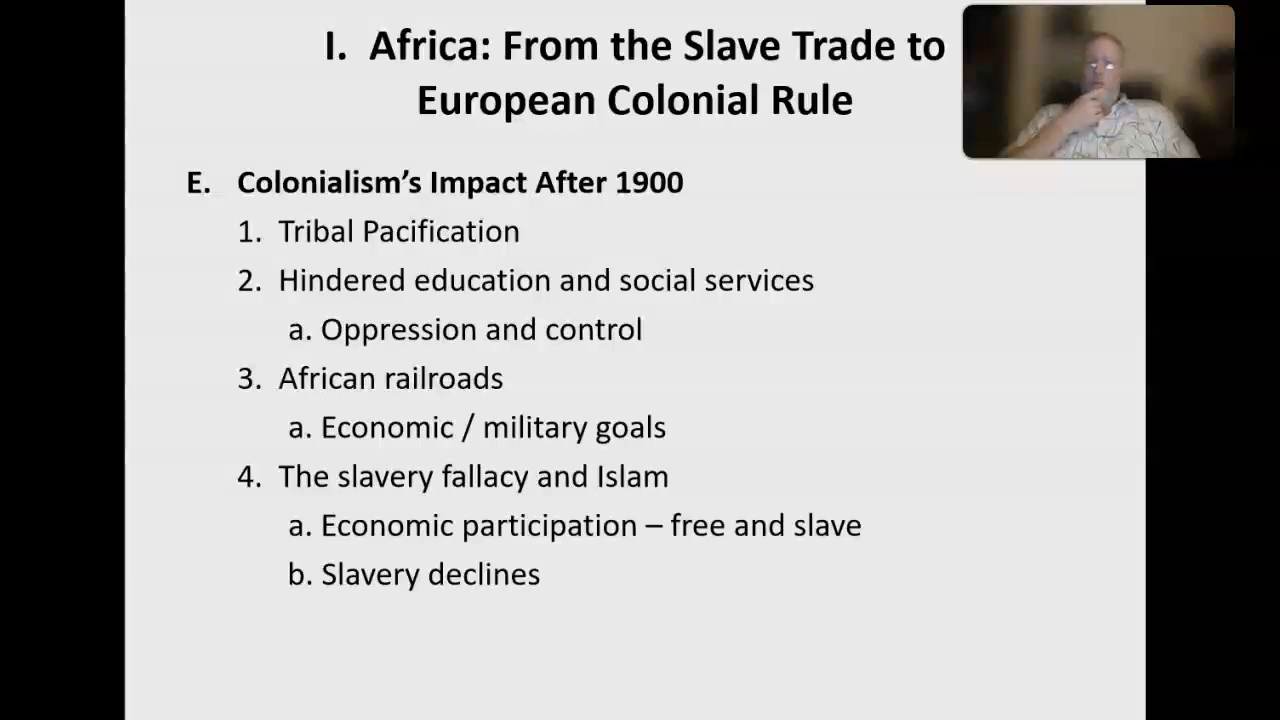 I. Africa: From the Slave Trade to
European Colonial Rule
E. Colonialism’s Impact After 1900
1. Tribal Pacification
2. Hindered education and social services
a. Oppression and control
3. African railroads
a. Economic / military goals
4. The slavery fallacy and Islam
a. Economic participation – free and slave
b. Slavery declines